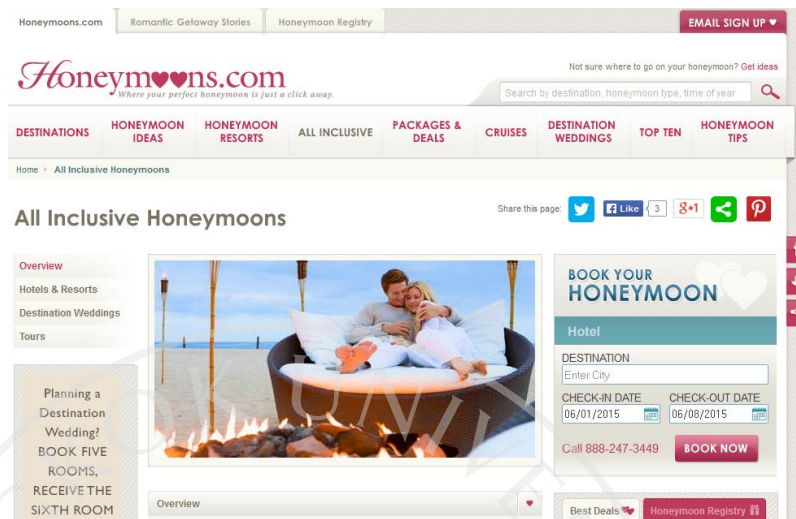 Honeymoons.com
Romantic Getaway Stories
Honeymoon Registry
EMAIL SIGN UP
Honeymoons.com
Where your perfect honeymoon is just a click away.
Not sure where to go on your honeymoon? Get ideas
Search by destination, honeymoon type, time of year
DESTINATIONS
HONEYMOON
IDEAS
HONEYMOON
RESORTS
ALL INCLUSIVE
PACKAGES &
DEALS
CRUISES
DESTINATION
WEDDINGS
TOP TEN
HONEYMOON
TIPS
Home
All Inclusive Honeymoons
All Inclusive Honeymoons
Share this page:
Like
3
8+1
Overview
Hotels & Resorts
Destination Weddings
Tours
Planning a
Destination
Wedding?
BOOK FIVE
ROOMS,
RECEIVE THE
SIXTH ROOM
Overview
BOOK YOUR
HONEYMOON
Hotel
DESTINATION
Enter City
CHECK-IN DATE
CHECK-OUT DATE
06/01/2015
06/08/2015
Call 888-247-3449
BOOK NOW
Best Deals
Honeymoon Registry